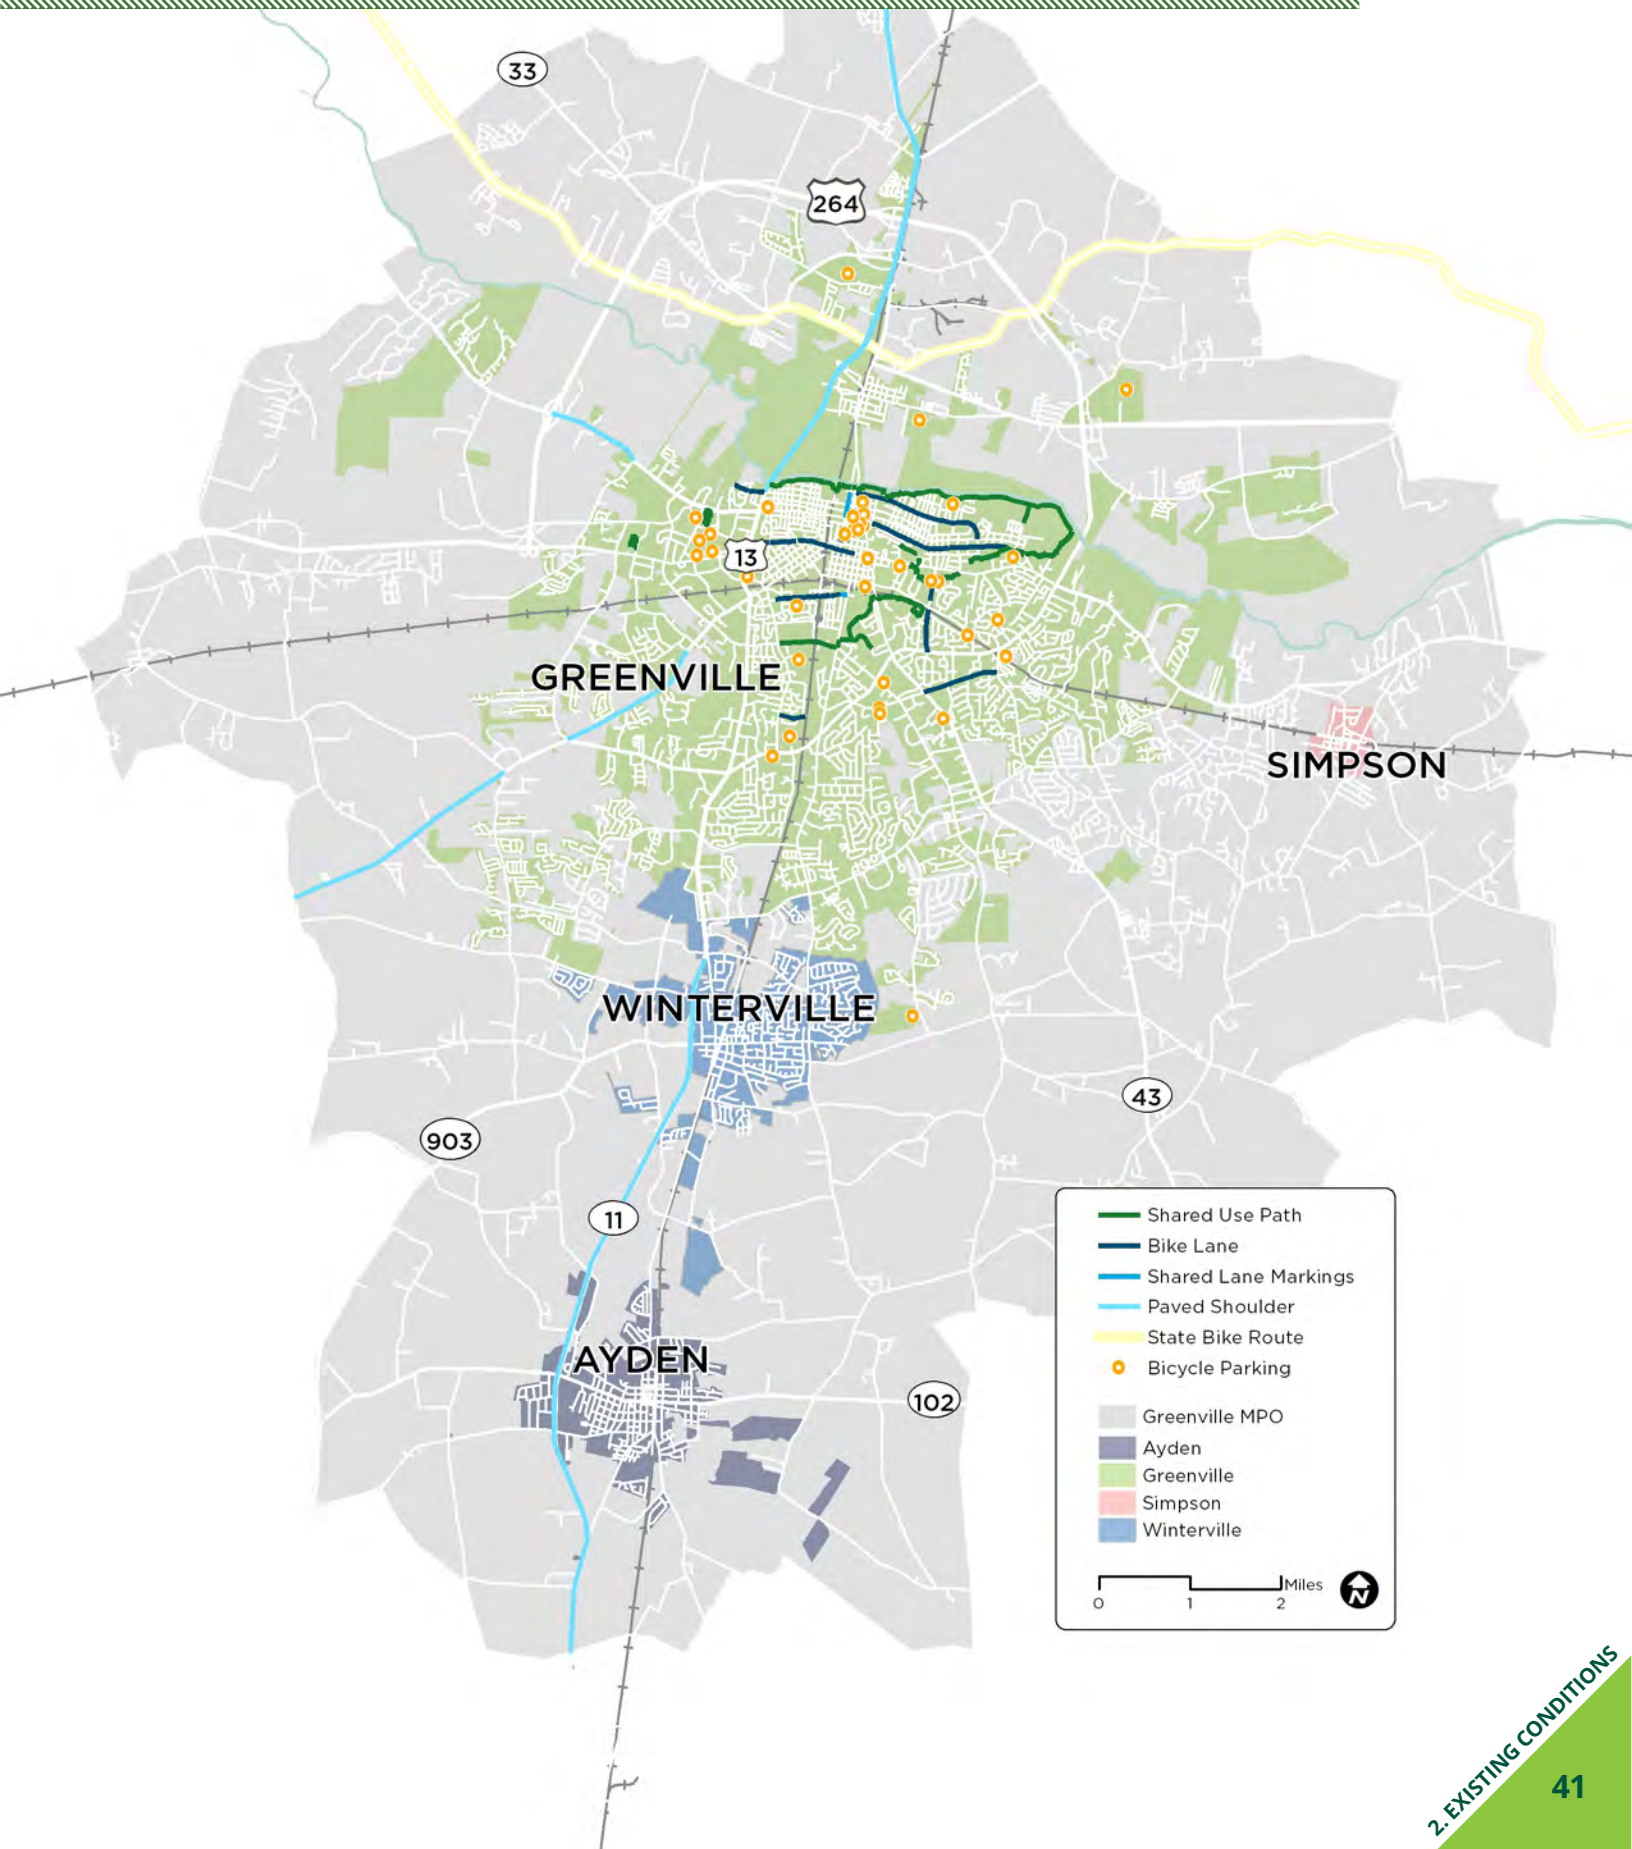 33
264
13
GREENVILLE
SIMPSON
WINTERVILLE
43
903
11
AYDEN
102
Shared Use Path
Bike Lane
Shared Lane Markings
Paved Shoulder
State Bike Route
Bicycle Parking
Greenville MPO
Ayden
Greenville
Simpson
Winterville
Miles
0 1 2
N
2. EXISTING CONDITIONS
41